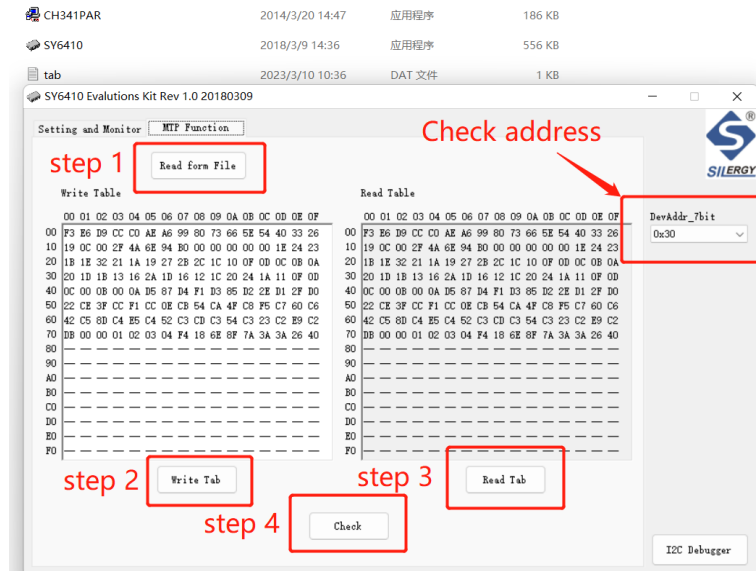 CH341PAR 2014/3/20 14:47 应用程序 186 KB
SY6410 2018/3/9 14:36 应用程序 556 KB
tab 2023/3/10 10:36 DAT 文件 1 KB
SY6410 Evalutions Kit Rev 1.0 20180309
Setting and Monitor MTP Function
Check address
SILERGY
step 1 Read form File
Write Table Read Table
00 01 02 03 04 05 06 07 08 09 0A 0B 0C 0D 0E 0F 00 01 02 03 04 05 06 07 08 09 0A 0B 0C 0D 0E 0F DevAddr_7bit
00 F3 E6 D9 CC C0 AE A6 99 80 73 66 5E 54 40 33 26 00 F3 E6 D9 CC C0 AE A6 99 80 73 66 5E 54 40 33 26 0x30
10 19 0C 00 2F 4A 6E 94 B0 00 00 00 00 00 1E 24 23 10 19 0C 00 2F 4A 6E 94 B0 00 00 00 00 00 1E 24 23
20 1B 1E 32 21 1A 19 27 2B 2C 1C 10 0F 0D 0C 0B 0A 20 1B 1E 32 21 1A 19 27 2B 2C 1C 10 0F 0D 0C 0B 0A
30 20 1D 1B 13 16 2A 1D 16 12 1C 20 24 1A 11 0F 0D 30 20 1D 1B 13 16 2A 1D 16 12 1C 20 24 1A 11 0F 0D
40 0C 00 0B 00 0A D5 87 D4 F1 D3 85 D2 2E D1 2F D0 40 0C 00 0B 00 0A D5 87 D4 F1 D3 85 D2 2E D1 2F D0
50 22 CE 3F CC F1 CC 0E CB 54 CA 4F C8 F5 C7 60 C6 50 22 CE 3F CC F1 CC 0E CB 54 CA 4F C8 F5 C7 60 C6
60 42 C5 8D C4 E5 C4 52 C3 CD C3 54 C3 23 C2 E9 C2 60 42 C5 8D C4 E5 C4 52 C3 CD C3 54 C3 23 C2 E9 C2
70 DB 00 00 01 02 03 04 F4 18 6E 8F 7A 3A 3A 26 40 70 DB 00 00 01 02 03 04 F4 18 6E 8F 7A 3A 3A 26 40
80 — — — — — — — — — — — — — — — — 80 — — — — — — — — — — — — — — — —
90 — — — — — — — — — — — — — — — — 90 — — — — — — — — — — — — — — — —
A0 — — — — — — — — — — — — — — — — A0 — — — — — — — — — — — — — — — —
B0 — — — — — — — — — — — — — — — — B0 — — — — — — — — — — — — — — — —
C0 — — — — — — — — — — — — — — — — C0 — — — — — — — — — — — — — — — —
D0 — — — — — — — — — — — — — — — — D0 — — — — — — — — — — — — — — — —
E0 — — — — — — — — — — — — — — — — E0 — — — — — — — — — — — — — — — —
F0 — — — — — — — — — — — — — — — — F0 — — — — — — — — — — — — — — — —
step 2 Write Tab step 3 Read Tab
step 4 Check
I2C Debugger